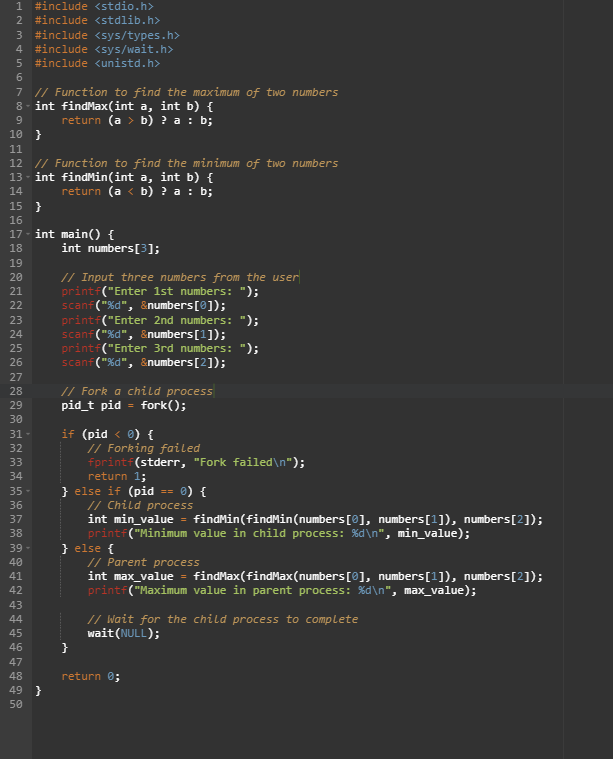 1 #include <stdio.h>
2 #include <stdlib.h>
3 #include <sys/types.h>
4 #include <sys/wait.h>
5 #include <unistd.h>
6
7 // Function to find the maximum of two numbers
8 int findMax(int a, int b) {
9     return (a > b) ? a : b;
10 }
11
12 // Function to find the minimum of two numbers
13 int findMin(int a, int b) {
14     return (a < b) ? a : b;
15 }
16
17 int main() {
18     int numbers[3];
19
20     // Input three numbers from the user
21     printf("Enter 1st numbers: ");
22     scanf("%d", &numbers[0]);
23     printf("Enter 2nd numbers: ");
24     scanf("%d", &numbers[1]);
25     printf("Enter 3rd numbers: ");
26     scanf("%d", &numbers[2]);
27
28     // Fork a child process
29     pid_t pid = fork();
30
31     if (pid < 0) {
32         // Forking failed
33         fprintf(stderr, "Fork failed\n");
34         return 1;
35     } else if (pid == 0) {
36         // Child process
37         int min_value = findMin(findMin(numbers[0], numbers[1]), numbers[2]);
38         printf("Minimum value in child process: %d\n", min_value);
39     } else {
40         // Parent process
41         int max_value = findMax(findMax(numbers[0], numbers[1]), numbers[2]);
42         printf("Maximum value in parent process: %d\n", max_value);
43
44         // Wait for the child process to complete
45         wait(NULL);
46     }
47
48     return 0;
49 }
50